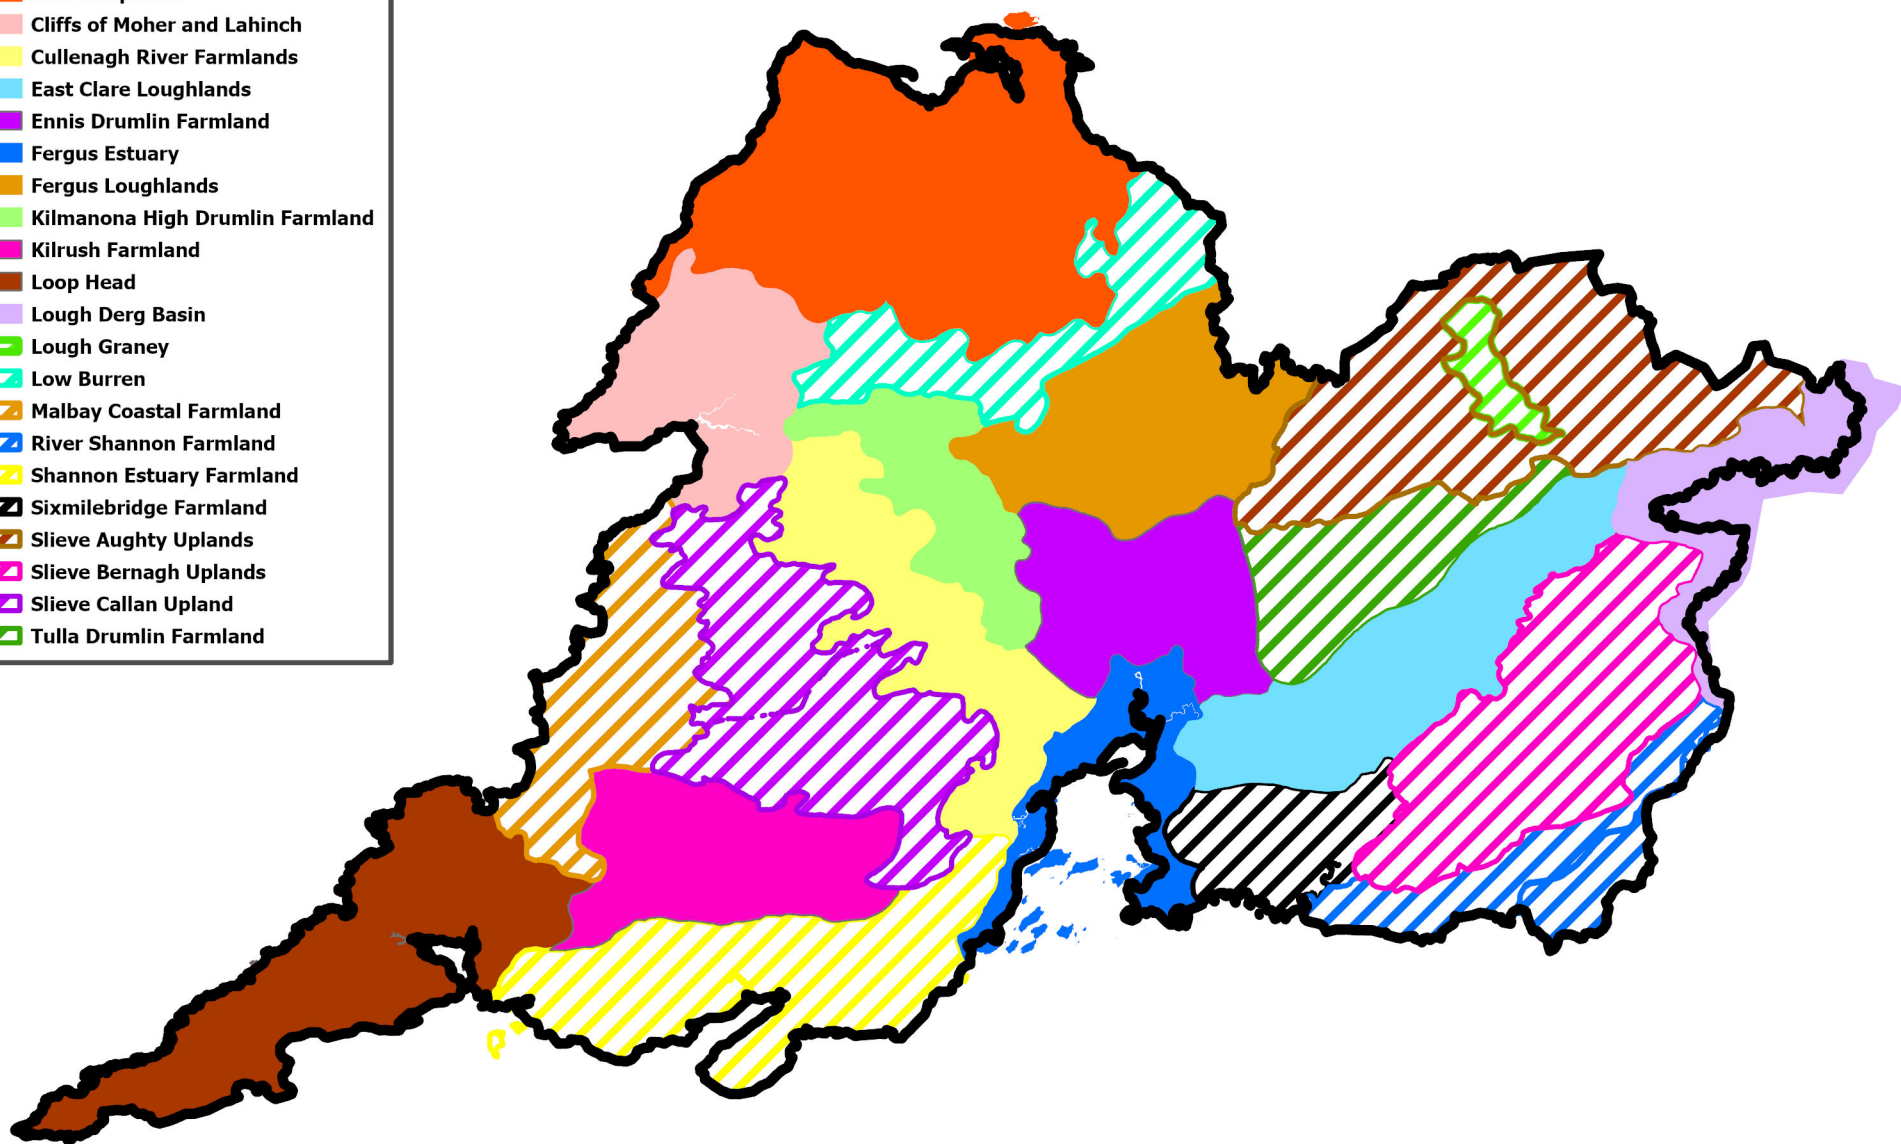 Cliffs of Moher and Lahinch
Cullenagh River Farmlands
East Clare Loughlands
Ennis Drumlin Farmland
Fergus Estuary
Fergus Loughlands
Kilmanona High Drumlin Farmland
Kilrush Farmland
Loop Head
Lough Derg Basin
Lough Graney
Low Burren
Malbay Coastal Farmland
River Shannon Farmland
Shannon Estuary Farmland
Sixmilebridge Farmland
Slieve Aughty Uplands
Slieve Bernagh Uplands
Slieve Callan Upland
Tulla Drumlin Farmland